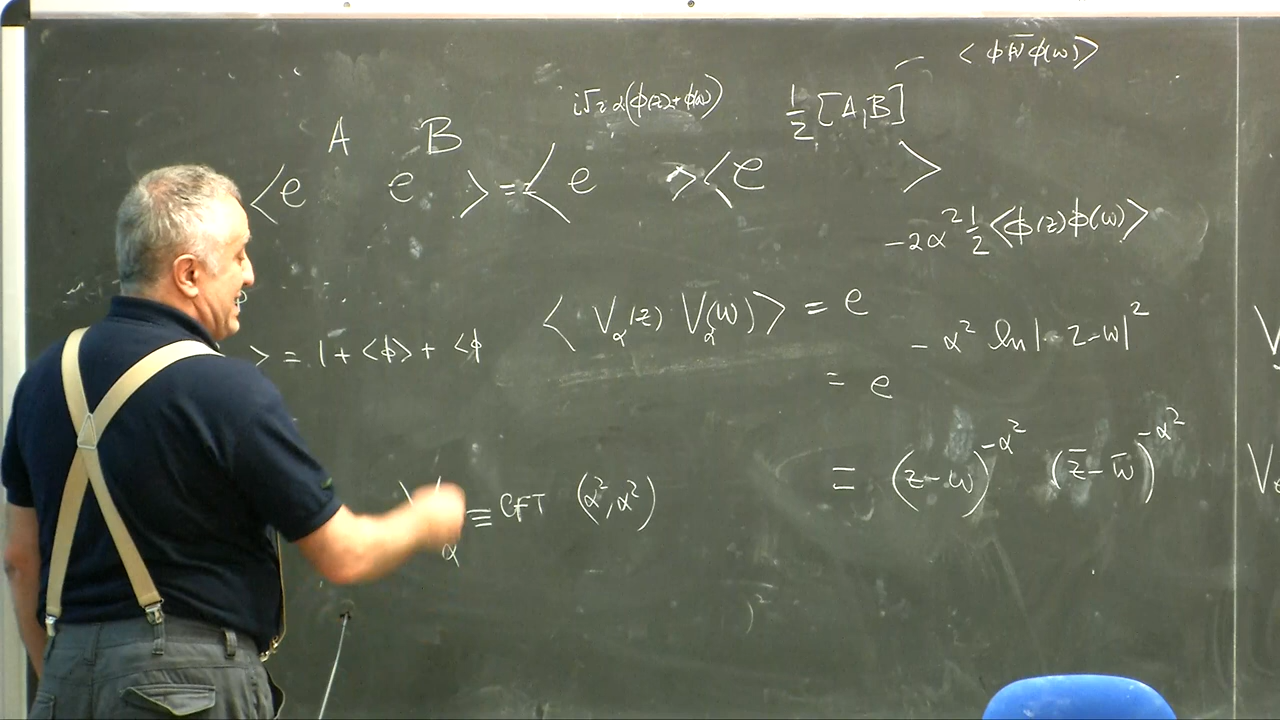 < ϕ ϕ(w) >
< e^A e^B > = < e^{i√2 α(ϕ(z)+ϕ(w))} > < e^{½[A,B]} >
< V_α(z) V_α(w) > = e^{-2α² ½ <ϕ(z)ϕ(w)>}
> = 1 + <ϕ> + <ϕ
= e^{-α² ln|z-w|²}
= (z-w)^{-α²} (z̄-w̄)^{-α²}
V_α ≡ CFT (α², α²)